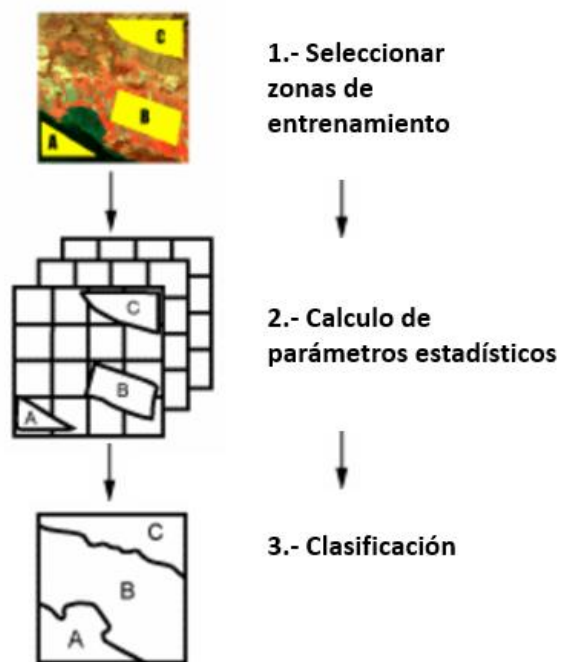 C
B
A
1.- Seleccionar
zonas de
entrenamiento
C
B
A
2.- Calculo de
parámetros estadísticos
C
B
A
3.- Clasificación